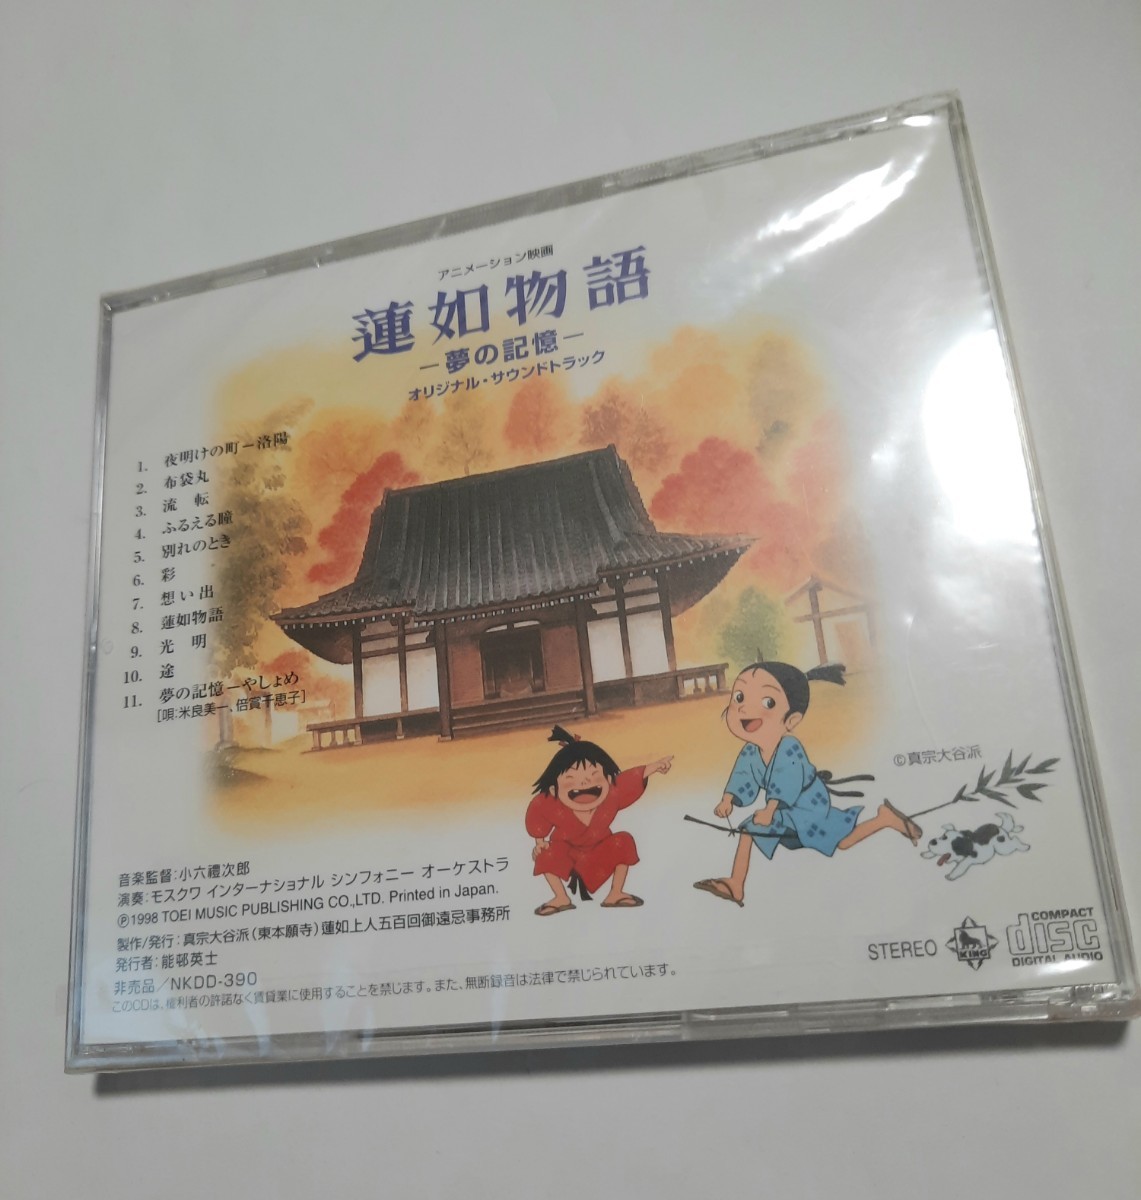 アニメーション映画
蓮如物語
－夢の記憶－
オリジナル・サウンドトラック
1. 夜明けの町－洛陽
2. 布袋丸
3. 流 転
4. ふるえる瞳
5. 別れのとき
6. 彩
7. 想い出
8. 蓮如物語
9. 光 明
10. 途
11. 夢の記憶－やしょめ
[唄:米良美一、倍賞千恵子]
©真宗大谷派
音楽監督:小六禮次郎
演奏:モスクワ インターナショナル シンフォニー オーケストラ
Ⓟ1998 TOEI MUSIC PUBLISHING CO.,LTD. Printed in Japan.
製作/発行:真宗大谷派(東本願寺)蓮如上人五百回御遠忌事務所
発行者:能邨英士
非売品/NKDD-390
このCDは、権利者の許諾なく賃貸業に使用することを禁じます。また、無断録音は法律で禁じられています。
STEREO
KING
COMPACT
disc
DIGITAL AUDIO